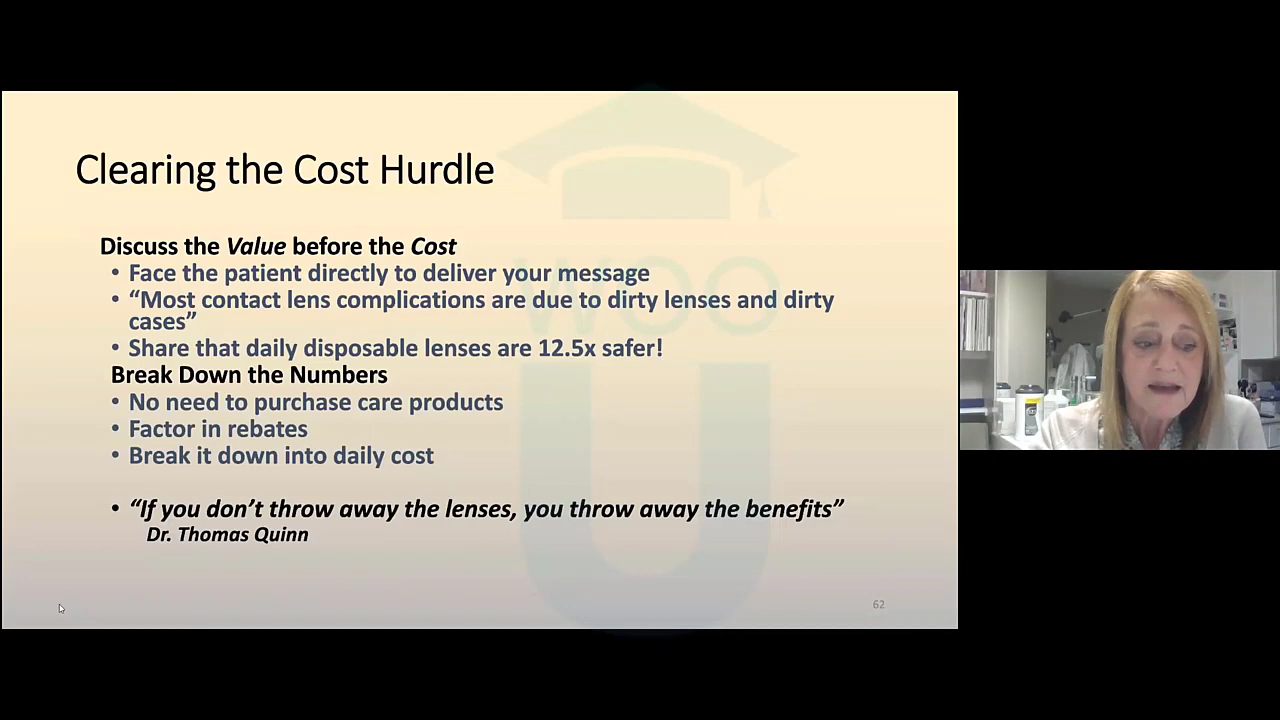 Clearing the Cost Hurdle
Discuss the Value before the Cost
• Face the patient directly to deliver your message
• “Most contact lens complications are due to dirty lenses and dirty
cases”
• Share that daily disposable lenses are 12.5x safer!
Break Down the Numbers
• No need to purchase care products
• Factor in rebates
• Break it down into daily cost
• “If you don’t throw away the lenses, you throw away the benefits”
Dr. Thomas Quinn
62
WOO
U